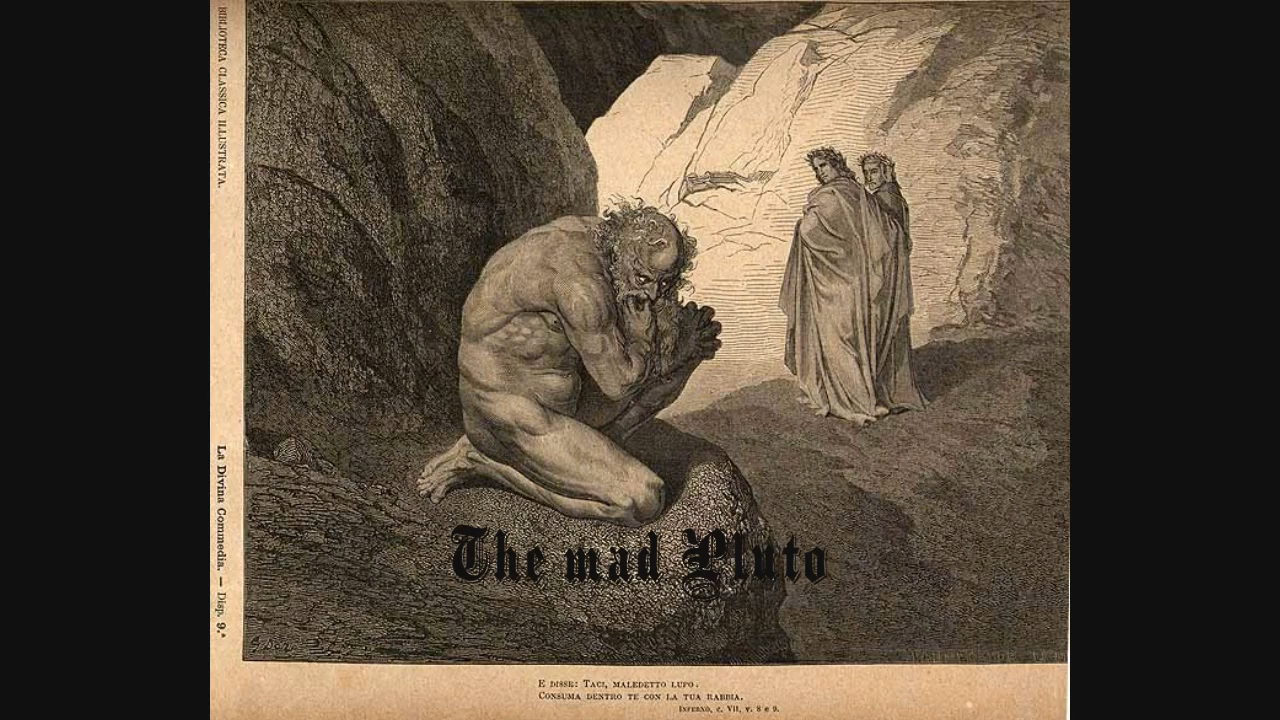 BIBLIOTECA CLASSICA ILLUSTRATA.
La Divina Commedia. — Disp. 9.ª
The mad Pluto
E DISSE: TACI, MALEDETTO LUPO.
CONSUMA DENTRO TE CON LA TUA RABBIA.
INFERNO, c. VII, v. 8 e 9.